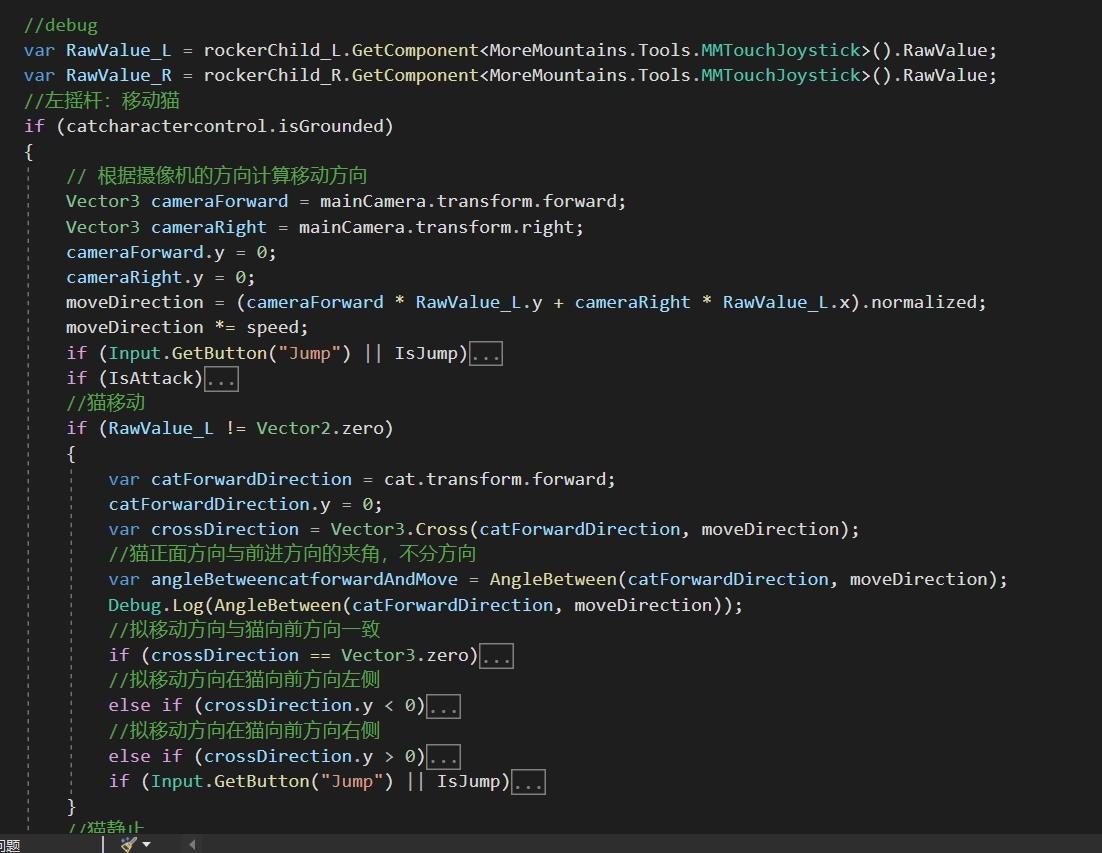 //debug
var RawValue_L = rockerChild_L.GetComponent<MoreMountains.Tools.MMTouchJoystick>().RawValue;
var RawValue_R = rockerChild_R.GetComponent<MoreMountains.Tools.MMTouchJoystick>().RawValue;
//左摇杆：移动猫
if (catcharactercontrol.isGrounded)
{
// 根据摄像机的方向计算移动方向
Vector3 cameraForward = mainCamera.transform.forward;
Vector3 cameraRight = mainCamera.transform.right;
cameraForward.y = 0;
cameraRight.y = 0;
moveDirection = (cameraForward * RawValue_L.y + cameraRight * RawValue_L.x).normalized;
moveDirection *= speed;
if (Input.GetButton("Jump") || IsJump)...
if (IsAttack)...
//猫移动
if (RawValue_L != Vector2.zero)
{
var catForwardDirection = cat.transform.forward;
catForwardDirection.y = 0;
var crossDirection = Vector3.Cross(catForwardDirection, moveDirection);
//猫正面方向与前进方向的夹角，不分方向
var angleBetweencatforwardAndMove = AngleBetween(catForwardDirection, moveDirection);
Debug.Log(AngleBetween(catForwardDirection, moveDirection));
//拟移动方向与猫向前方向一致
if (crossDirection == Vector3.zero)...
//拟移动方向在猫向前方向左侧
else if (crossDirection.y < 0)...
//拟移动方向在猫向前方向右侧
else if (crossDirection.y > 0)...
if (Input.GetButton("Jump") || IsJump)...
}
//猫静止
问题